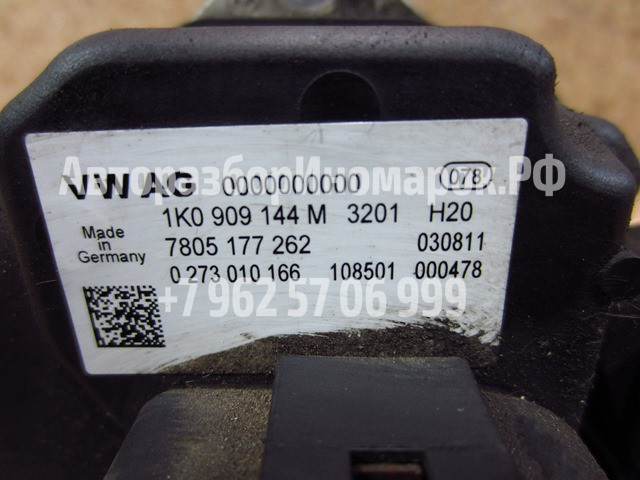 VW AG 0000000000 078
АвторазборИномарок.РФ
1K0 909 144 M 3201 H20
Made in Germany
7805 177 262 030811
0 273 010 166 108501 000478
+7 962 57 06 999